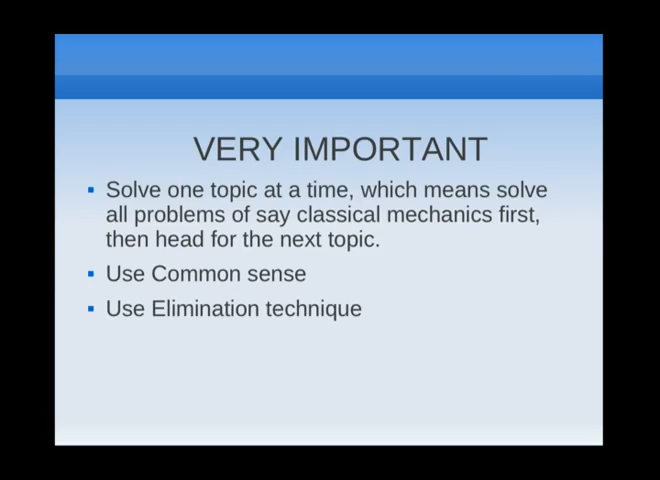 VERY IMPORTANT
Solve one topic at a time, which means solve
all problems of say classical mechanics first,
then head for the next topic.
Use Common sense
Use Elimination technique